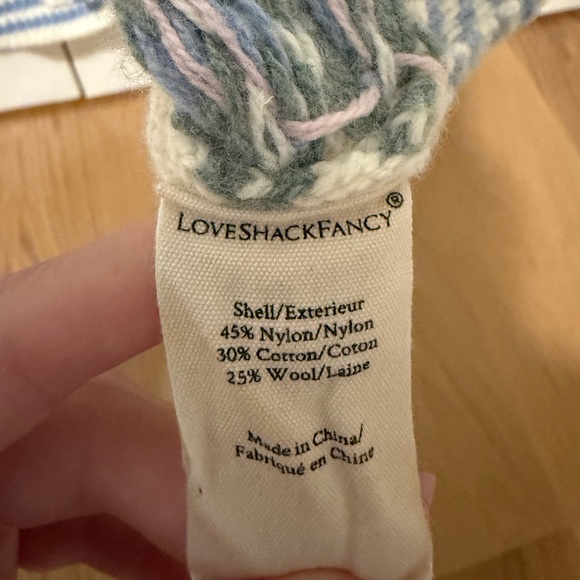 LOVESHACKFANCY®
Shell/Exterieur
45% Nylon/Nylon
30% Cotton/Coton
25% Wool/Laine
Made in China/
Fabriqué en Chine